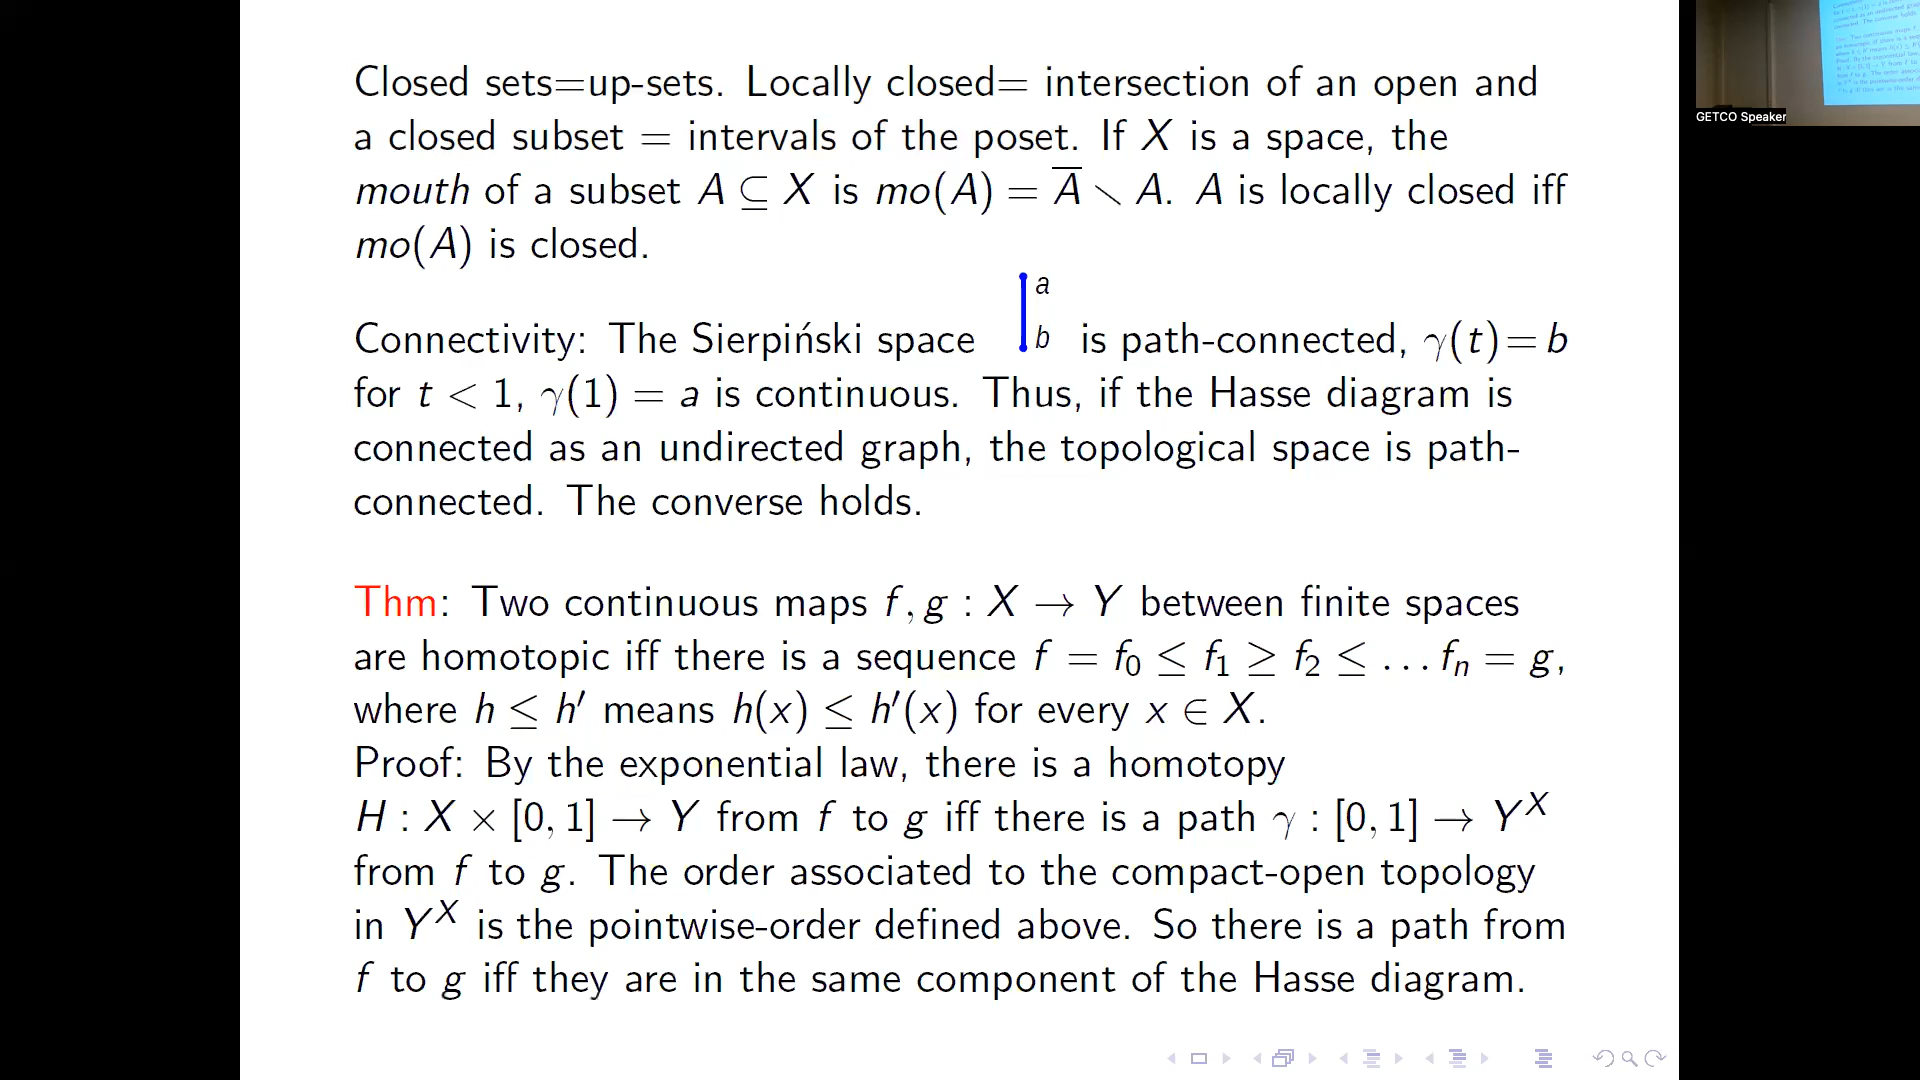 Closed sets=up-sets. Locally closed= intersection of an open and
a closed subset = intervals of the poset. If X is a space, the
mouth of a subset A ⊆ X is mo(A) = A̅ ∖ A. A is locally closed iff
mo(A) is closed.
a
Connectivity: The Sierpiński space b is path-connected, γ(t)=b
for t < 1, γ(1) = a is continuous. Thus, if the Hasse diagram is
connected as an undirected graph, the topological space is path-
connected. The converse holds.
Thm: Two continuous maps f, g : X → Y between finite spaces
are homotopic iff there is a sequence f = f₀ ≤ f₁ ≥ f₂ ≤ … fₙ = g,
where h ≤ h′ means h(x) ≤ h′(x) for every x ∈ X.
Proof: By the exponential law, there is a homotopy
H : X × [0, 1] → Y from f to g iff there is a path γ : [0, 1] → Y^X
from f to g. The order associated to the compact-open topology
in Y^X is the pointwise-order defined above. So there is a path from
f to g iff they are in the same component of the Hasse diagram.
GETCO Speaker